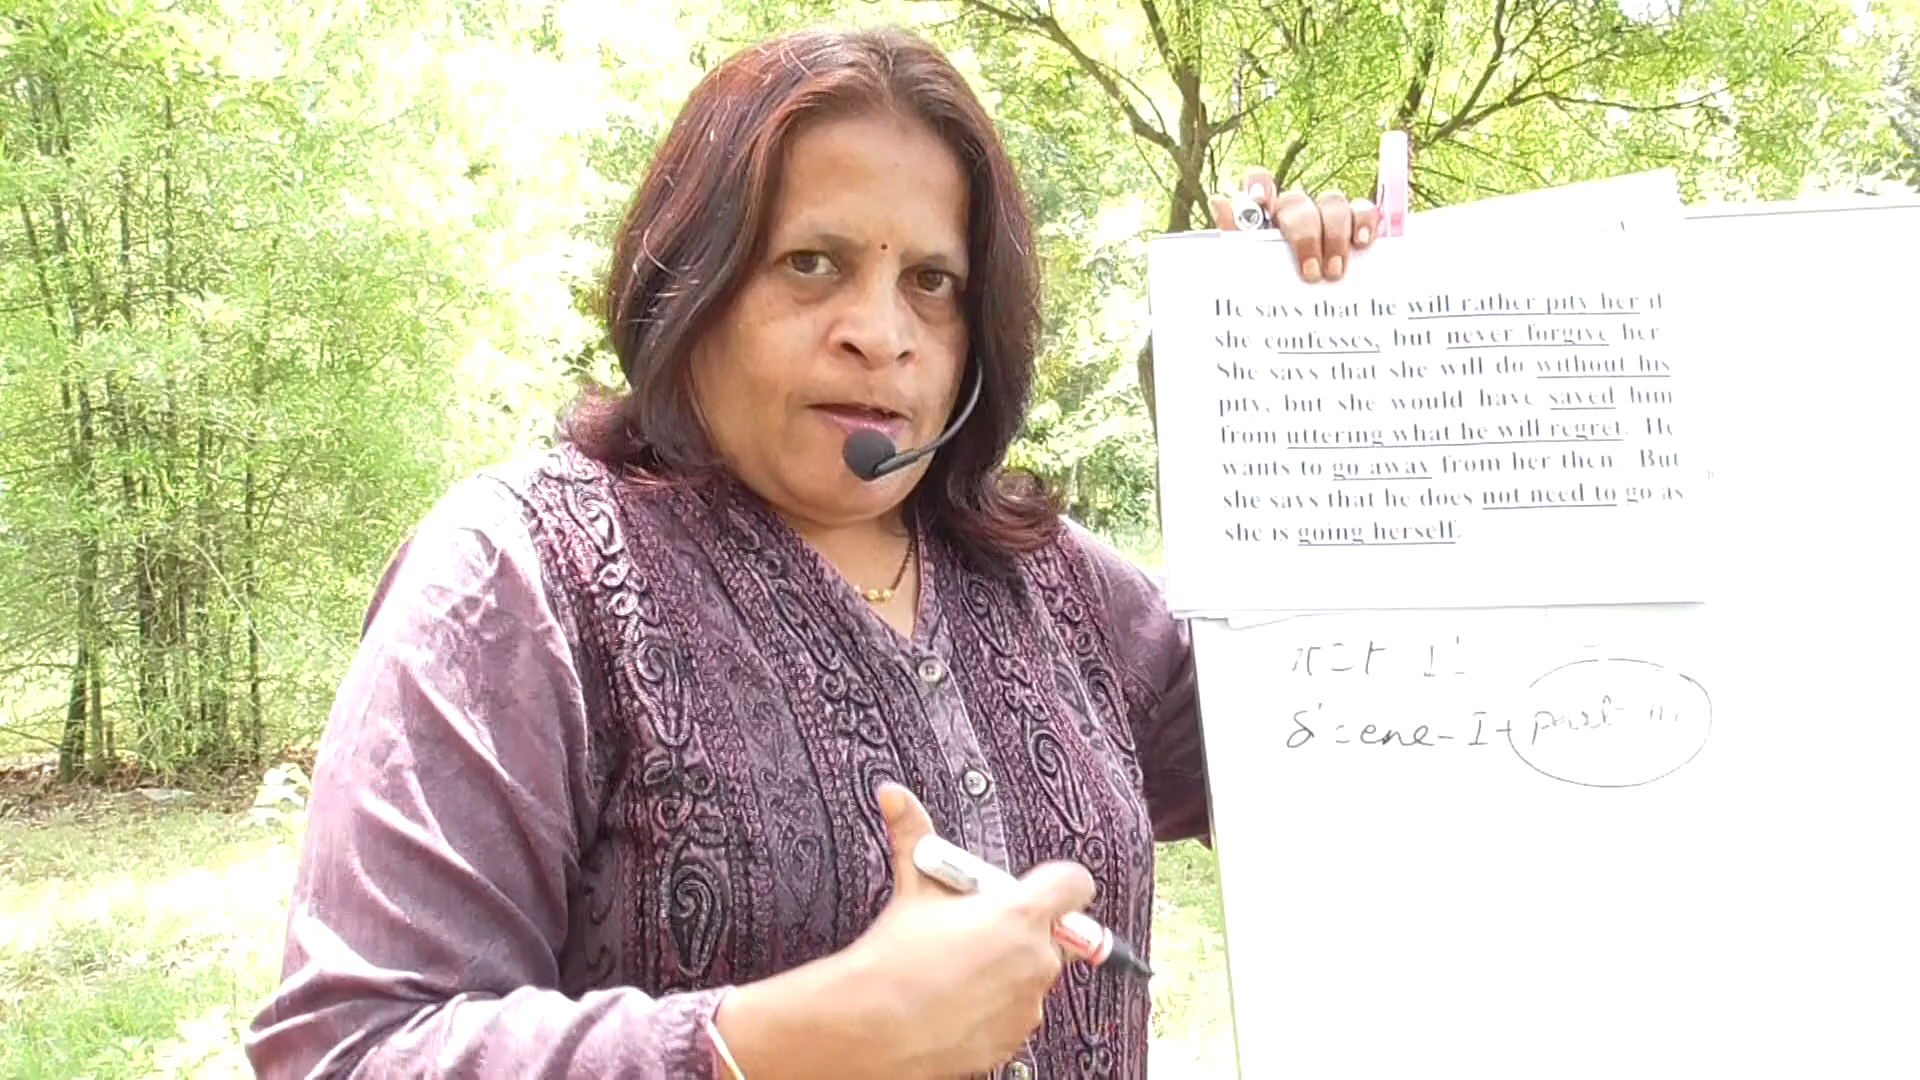 He says that he will rather pity her if
she confesses, but never forgive her.
She says that she will do without his
pity, but she would have saved him
from uttering what he will regret. He
wants to go away from her then. But
she says that he does not need to go as
she is going herself.
= ene - I + part